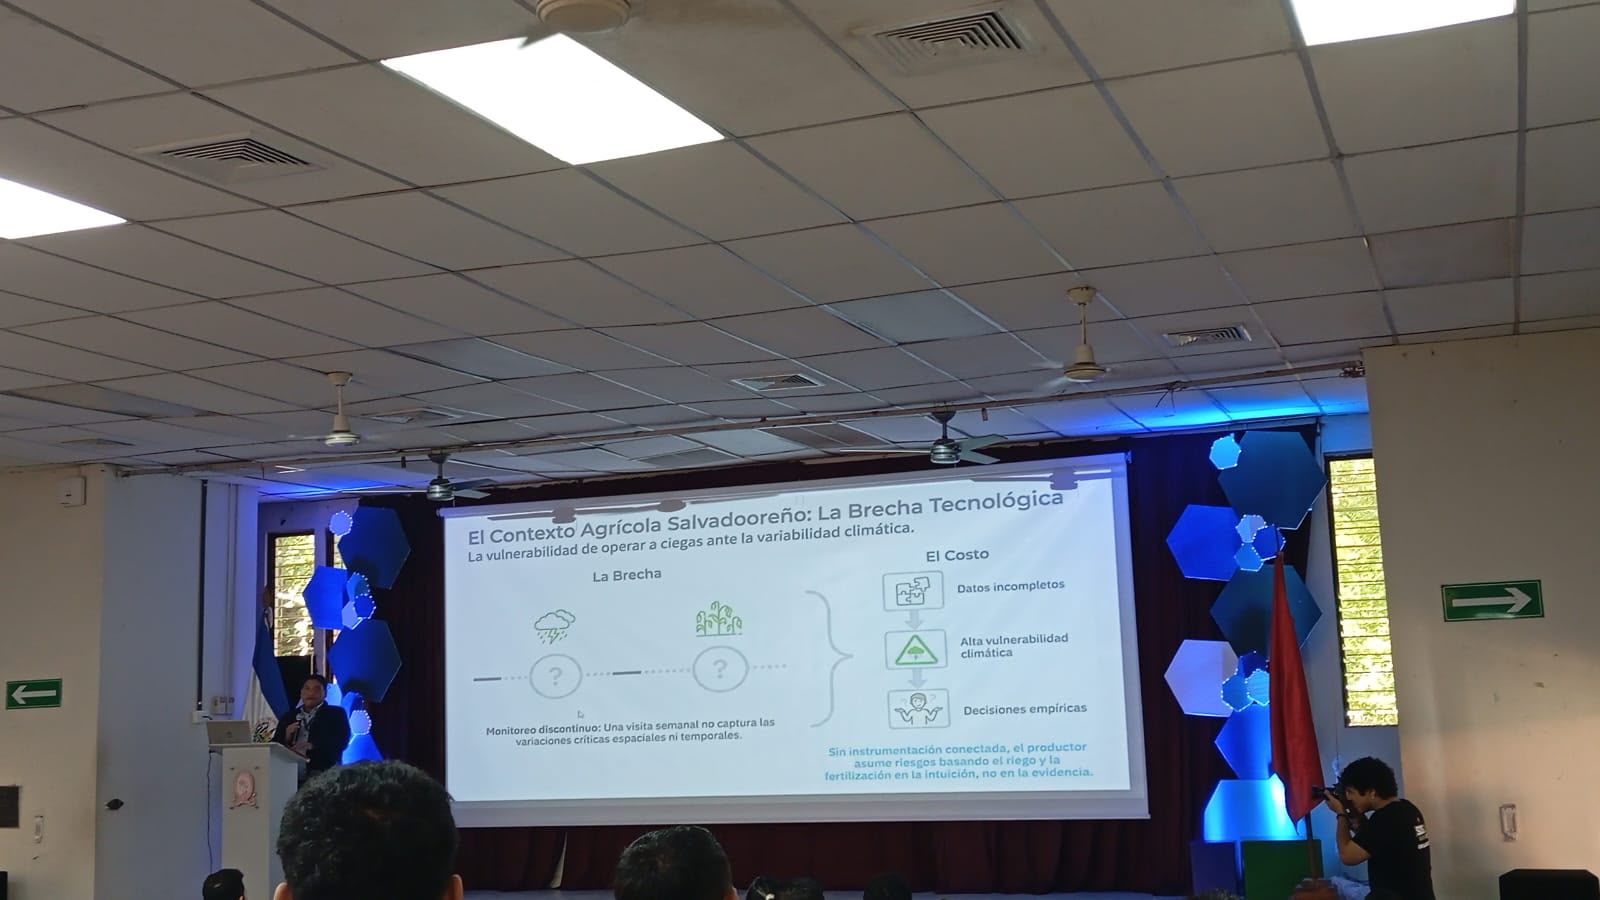 El Contexto Agrícola Salvadooreño: La Brecha Tecnológica
La vulnerabilidad de operar a ciegas ante la variabilidad climática.
La Brecha
?
?
Monitoreo discontinuo: Una visita semanal no captura las
variaciones críticas espaciales ni temporales.
El Costo
Datos incompletos
Alta vulnerabilidad
climática
Decisiones empíricas
Sin instrumentación conectada, el productor
asume riesgos basando el riego y la
fertilización en la intuición, no en la evidencia.